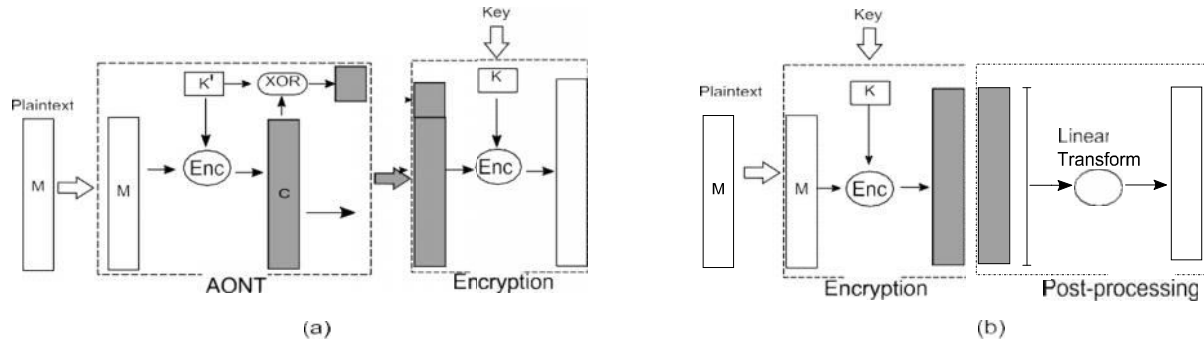 Key
K'
XOR
K
Plaintext
M
M
Enc
C
Enc
AONT
Encryption
(a)
Key
K
Plaintext
M
M
Enc
Linear
Transform
Encryption
Post-processing
(b)